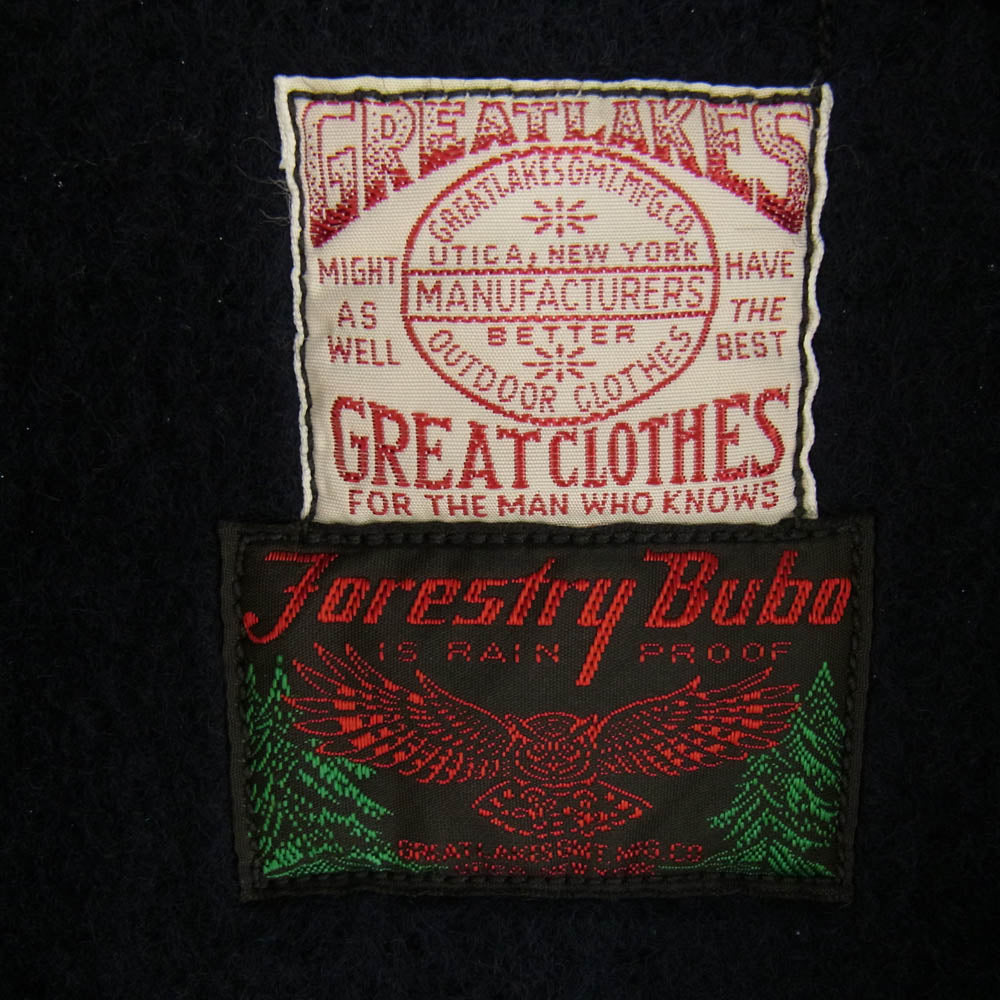 GREATLAKES
GREATLAKES GMT. MFG. CO
UTICA, NEW YORK
MANUFACTURERS
BETTER
OUTDOOR CLOTHES
MIGHT
AS
WELL
HAVE
THE
BEST
GREAT CLOTHES
FOR THE MAN WHO KNOWS
Forestry Bubo
IS RAIN PROOF
GREATLAKES GMT. MFG. CO